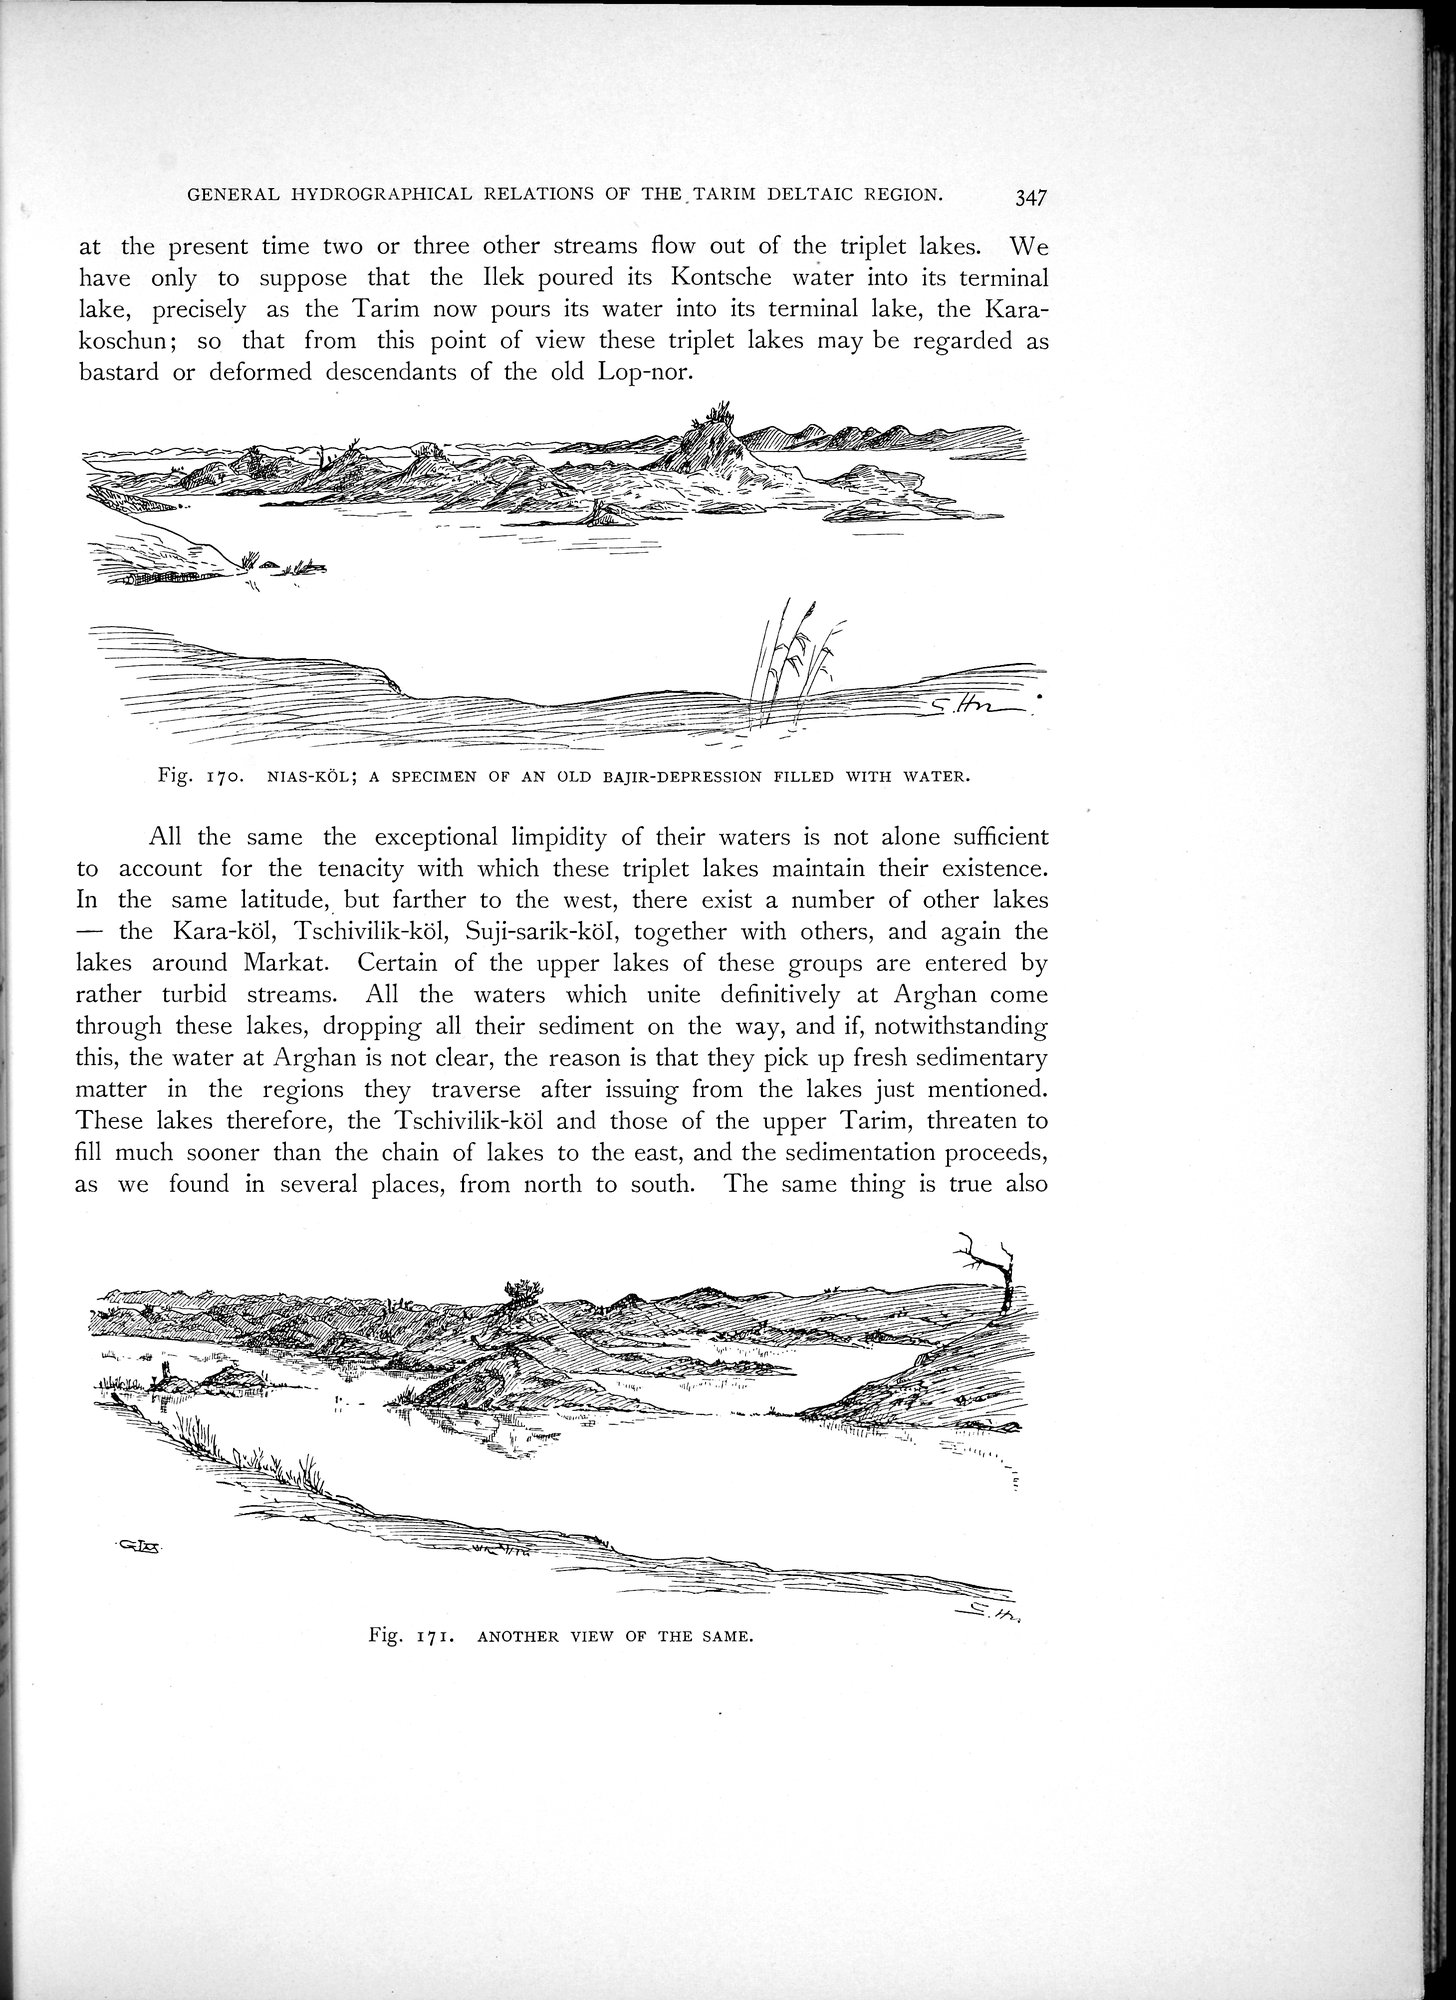 GENERAL HYDROGRAPHICAL RELATIONS OF THE TARIM DELTAIC REGION. 347
at the present time two or three other streams flow out of the triplet lakes. We
have only to suppose that the Ilek poured its Kontsche water into its terminal
lake, precisely as the Tarim now pours its water into its terminal lake, the Kara-
koschun; so that from this point of view these triplet lakes may be regarded as
bastard or deformed descendants of the old Lop-nor.
Fig. 170. NIAS-KÖL; A SPECIMEN OF AN OLD BAJIR-DEPRESSION FILLED WITH WATER.
All the same the exceptional limpidity of their waters is not alone sufficient
to account for the tenacity with which these triplet lakes maintain their existence.
In the same latitude, but farther to the west, there exist a number of other lakes
— the Kara-köl, Tschivilik-köl, Suji-sarik-köl, together with others, and again the
lakes around Markat. Certain of the upper lakes of these groups are entered by
rather turbid streams. All the waters which unite definitively at Arghan come
through these lakes, dropping all their sediment on the way, and if, notwithstanding
this, the water at Arghan is not clear, the reason is that they pick up fresh sedimentary
matter in the regions they traverse after issuing from the lakes just mentioned.
These lakes therefore, the Tschivilik-köl and those of the upper Tarim, threaten to
fill much sooner than the chain of lakes to the east, and the sedimentation proceeds,
as we found in several places, from north to south. The same thing is true also
Fig. 171. ANOTHER VIEW OF THE SAME.